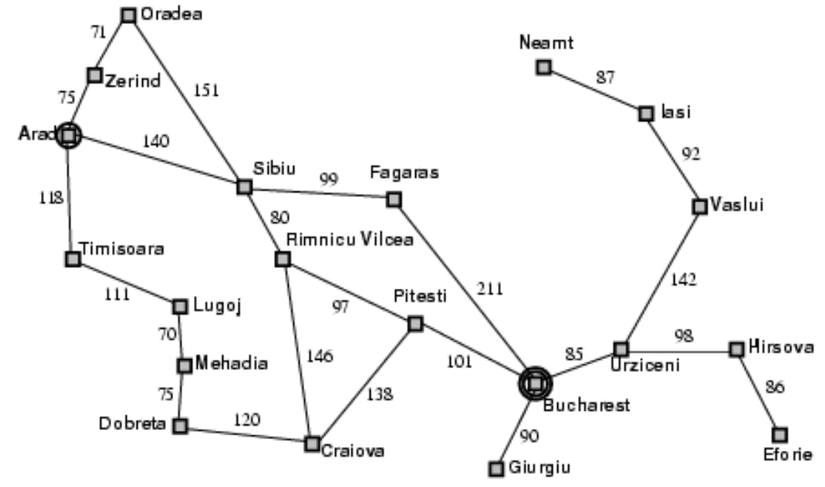 Oradea
71
Neamt
Zerind
87
75
151
Iasi
Arad
140
92
Sibiu
Fagaras
99
118
Vaslui
80
Timisoara
Rimnicu Vilcea
142
111
211
Lugoj
97
Pitesti
70
98
Hirsova
146
101
85
Mehadia
Urziceni
86
75
138
Bucharest
120
Dobreta
90
Craiova
Eforie
Giurgiu